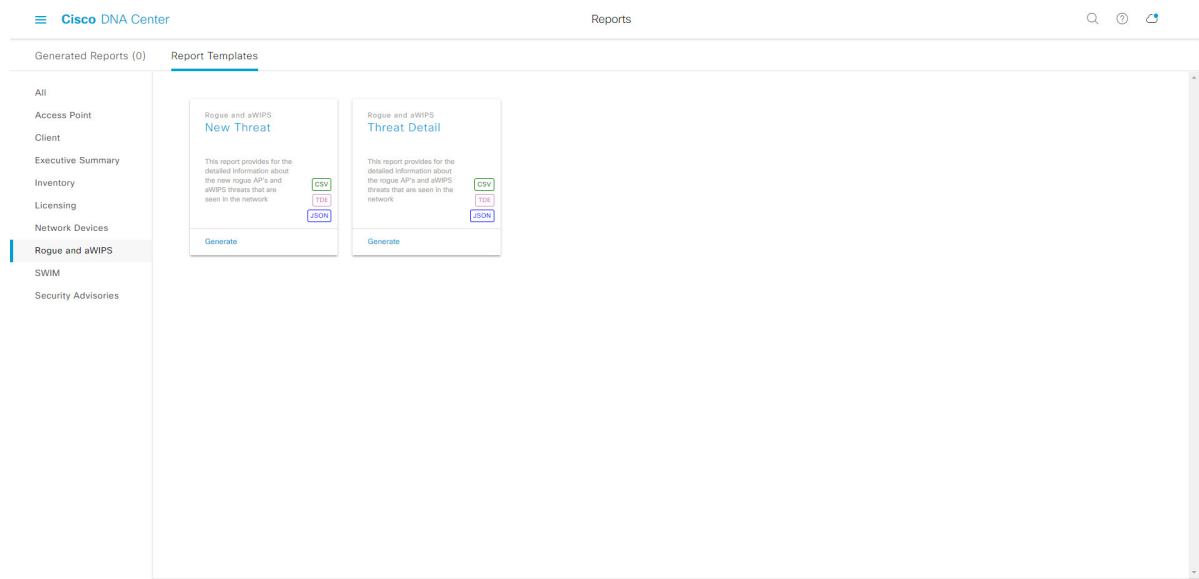 Cisco DNA Center
Reports
Generated Reports (0)
Report Templates
All
Access Point
Client
Executive Summary
Inventory
Licensing
Network Devices
Rogue and aWIPS
SWIM
Security Advisories
Rogue and aWIPS
New Threat
This report provides for the
detailed information about
the new rogue AP's and
aWIPS threats that are
seen in the network
CSV
TDE
JSON
Generate
Rogue and aWIPS
Threat Detail
This report provides for the
detailed information about
the rogue AP's and aWIPS
threats that are seen in the
network
CSV
TDE
JSON
Generate